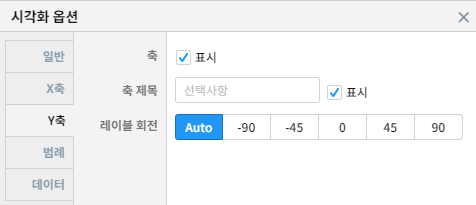 시각화 옵션
일반
X축
Y축
범례
데이터
축
표시
축 제목
선택사항
표시
레이블 회전
Auto
-90
-45
0
45
90